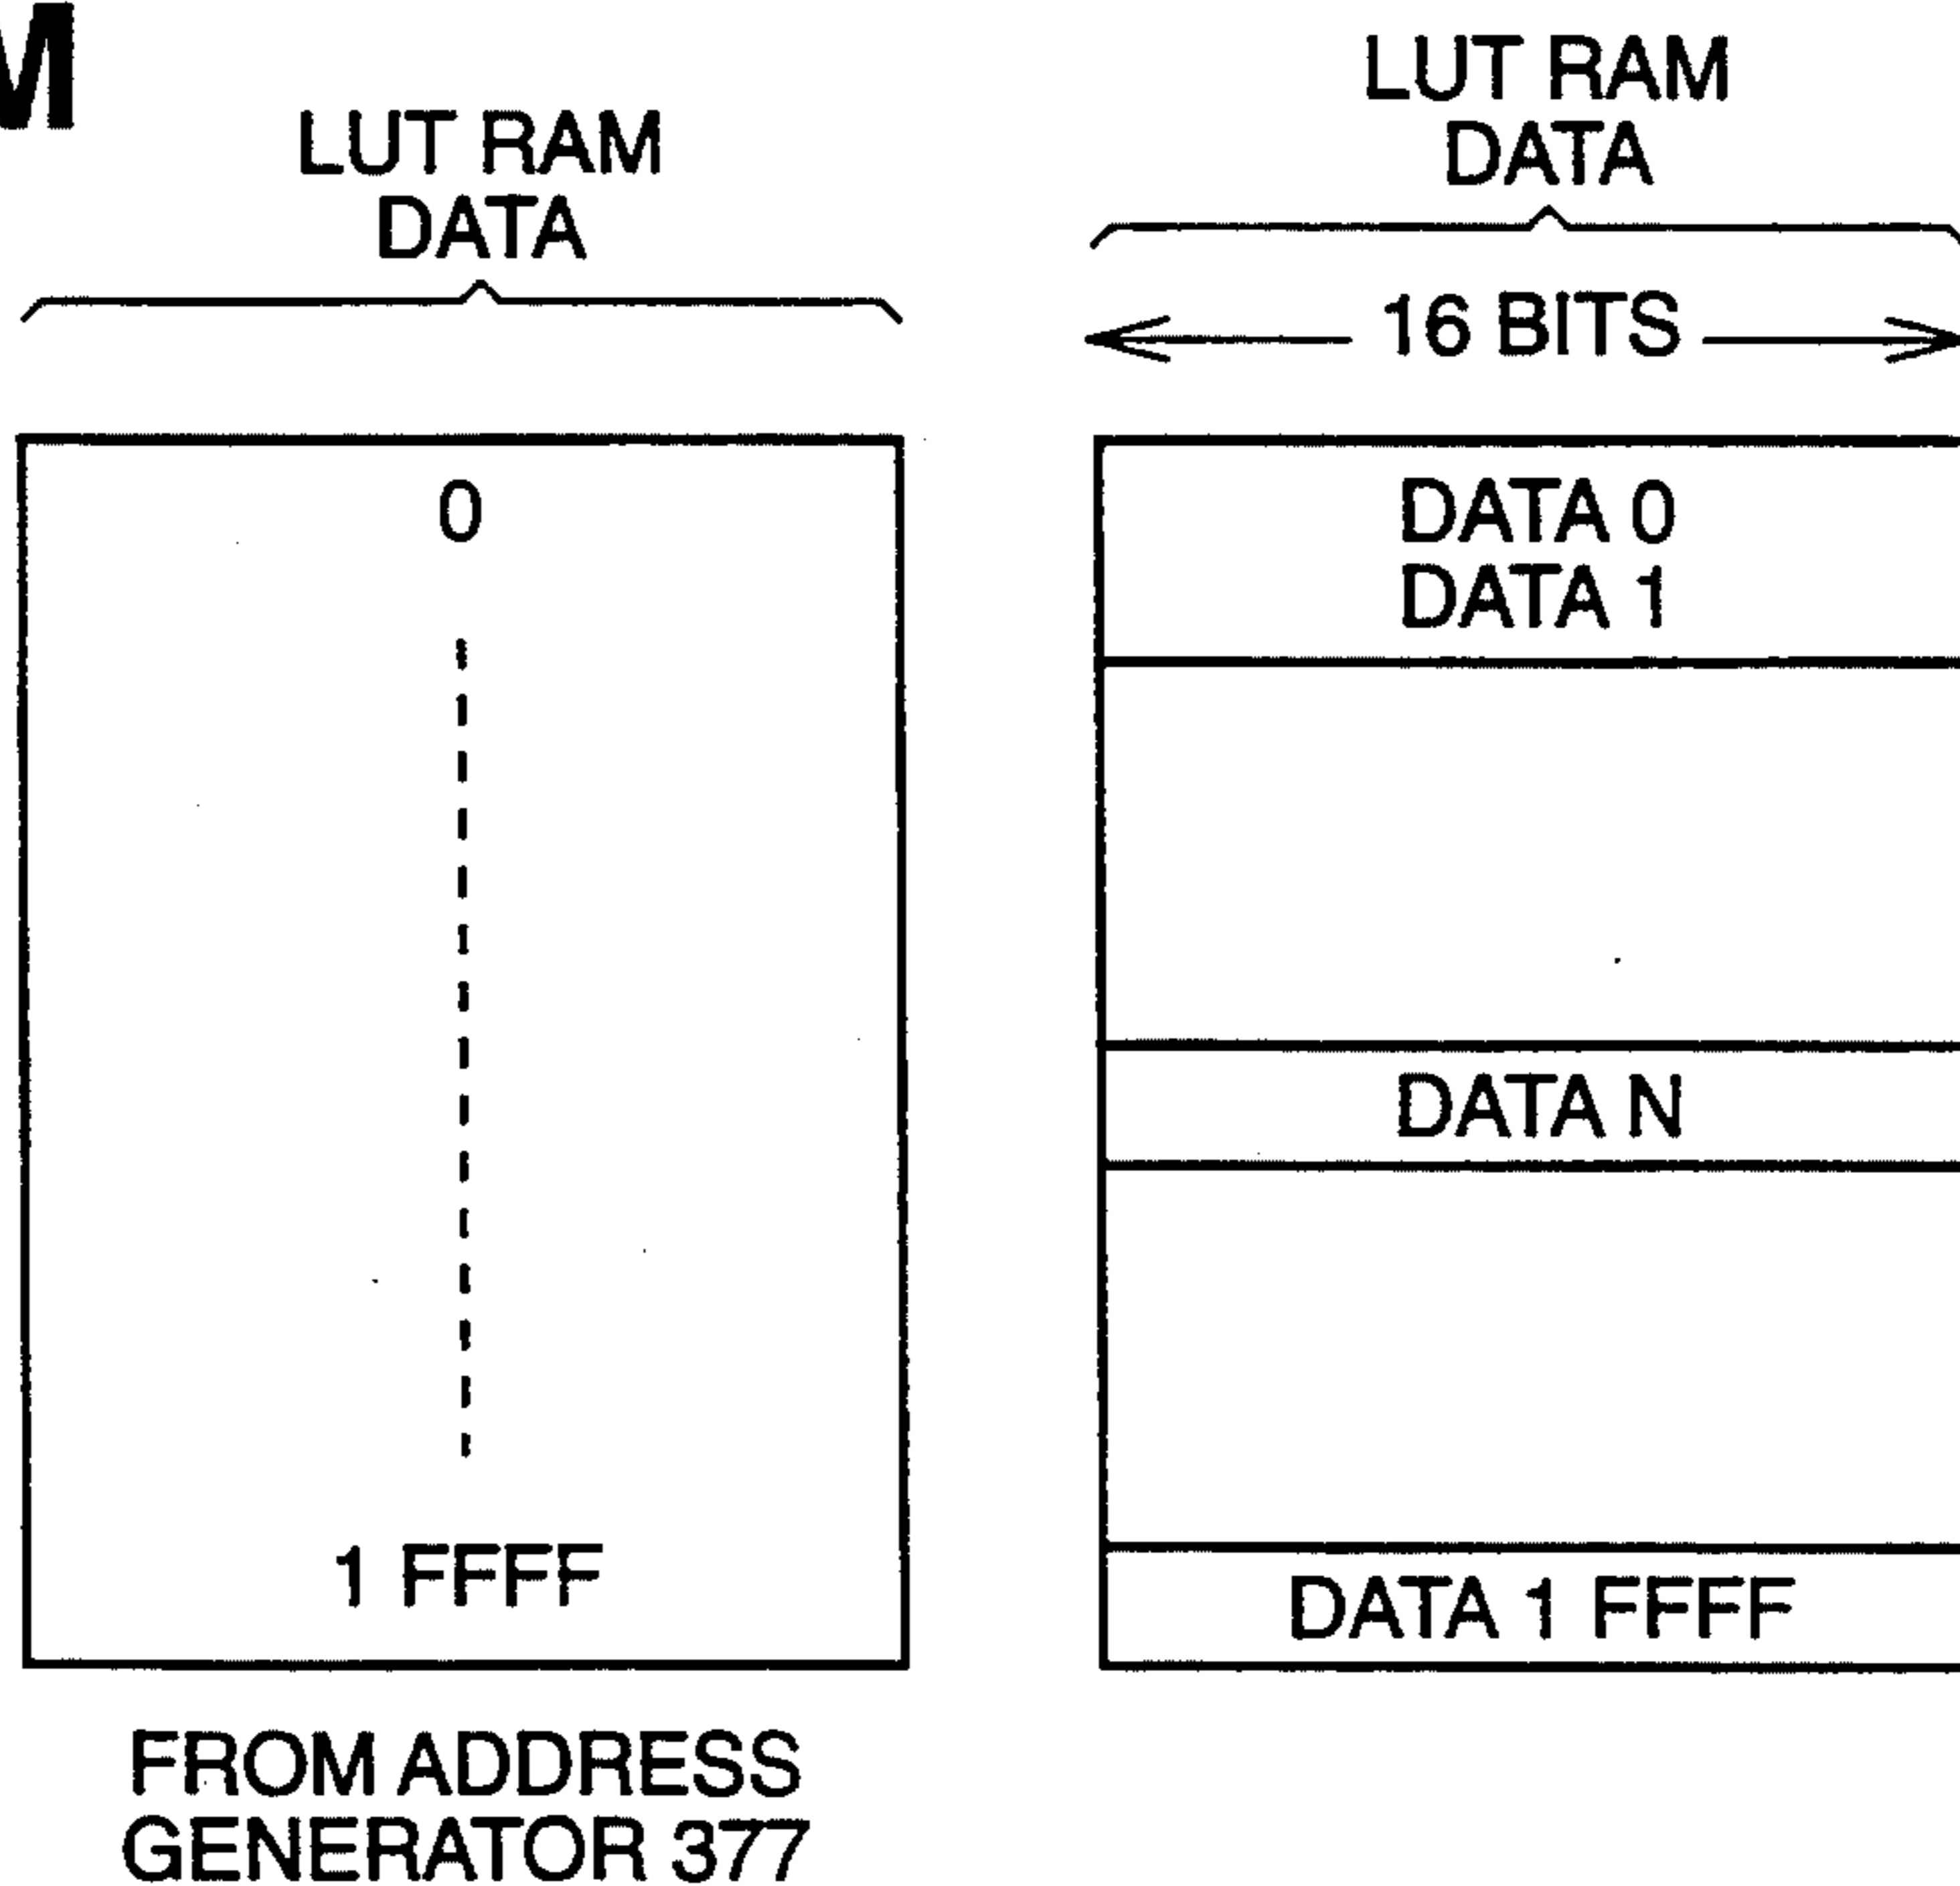 M
LUT RAM
DATA
0
1 FFFF
FROM ADDRESS
GENERATOR 377
LUT RAM
DATA
16 BITS
DATA 0
DATA 1
DATA N
DATA 1 FFFF